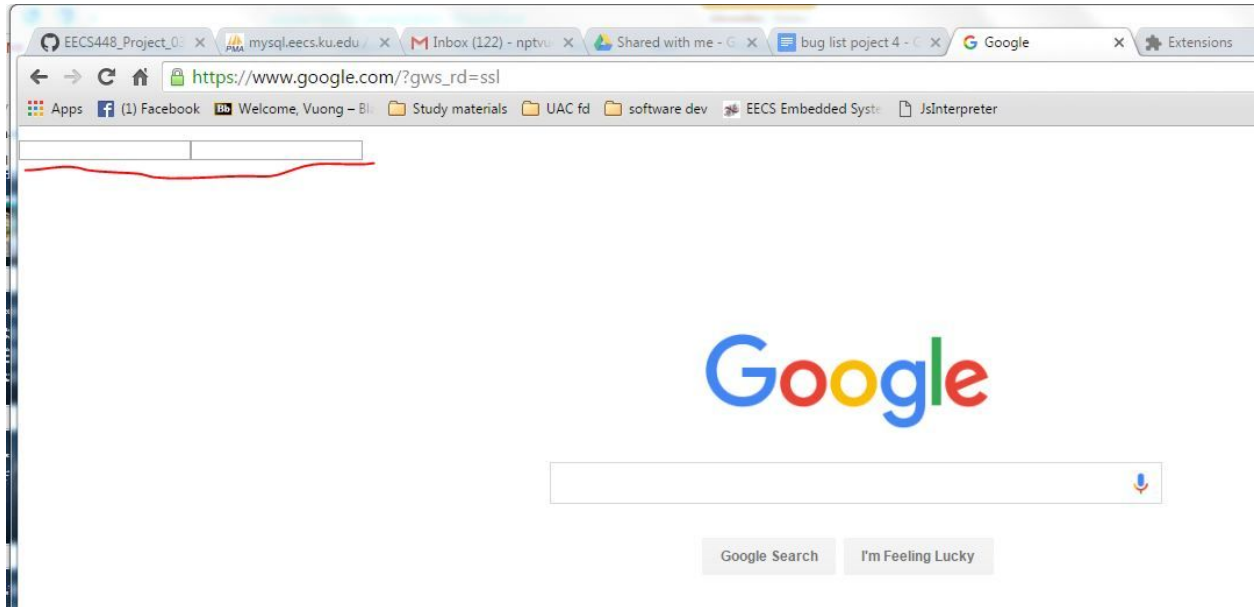 EECS448_Project_03 mysql.eecs.ku.edu / Inbox (122) - nptvu Shared with me - G bug list poject 4 - G Google Extensions
https://www.google.com/?gws_rd=ssl
Apps (1) Facebook Bb Welcome, Vuong – Bl Study materials UAC fd software dev EECS Embedded Syste JsInterpreter
Google
Google Search I'm Feeling Lucky